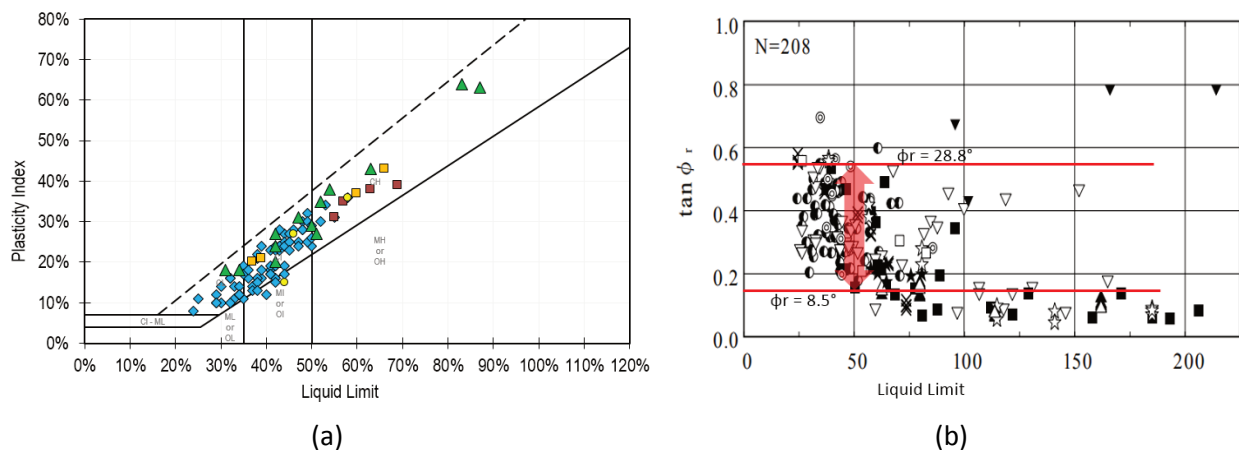 80%
70%
60%
50%
40%
30%
20%
10%
0%
Plasticity Index
CI - ML
ML
or
OL
MI
or
OI
CH
MH
or
OH
0% 10% 20% 30% 40% 50% 60% 70% 80% 90% 100% 110% 120%
Liquid Limit
(a)
N=208
1.0
0.8
0.6
0.4
0.2
0.0
tan ϕ r
ϕr = 28.8°
ϕr = 8.5°
0 50 100 150 200
Liquid Limit
(b)